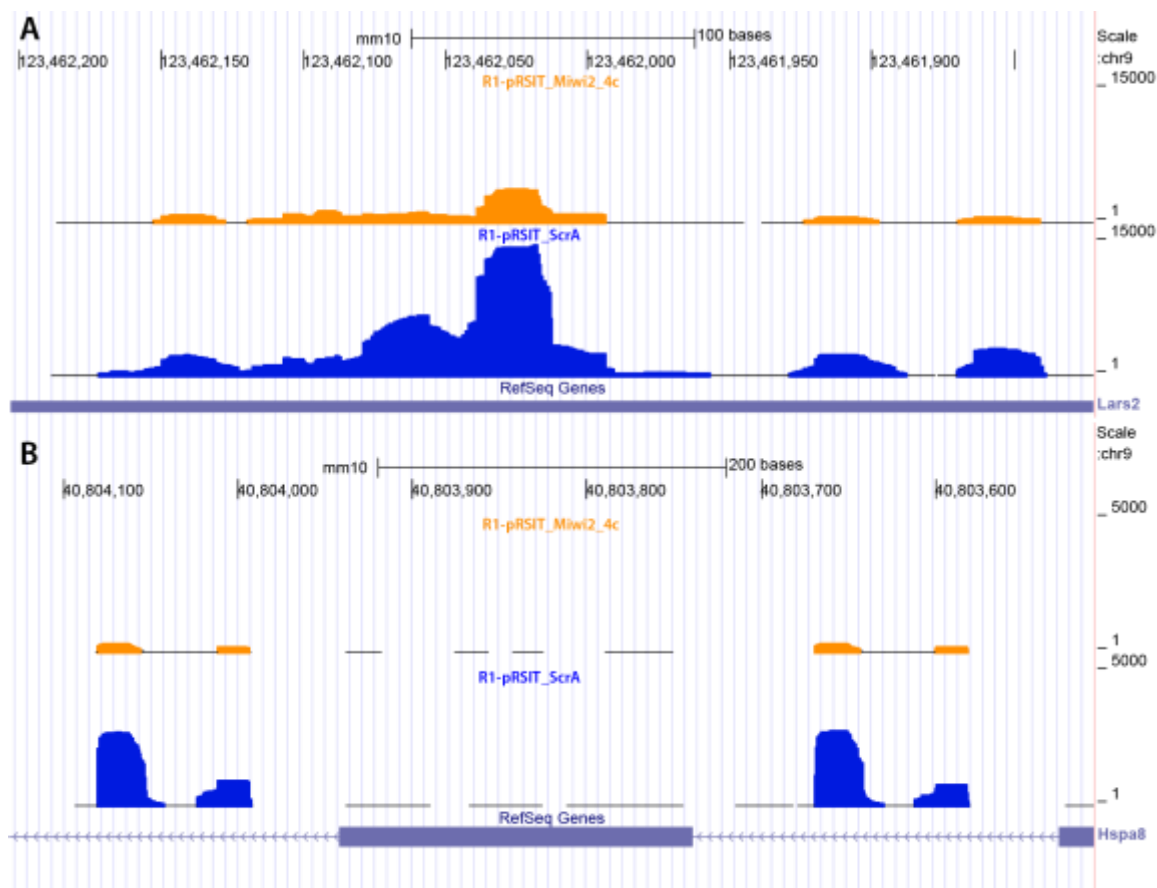 A
mm10 100 bases Scale
123,462,200 123,462,150 123,462,100 123,462,050 123,462,000 123,461,950 123,461,900 :chr9
R1-pRSIT_Miwi2_4c
15000
1
R1-pRSIT_ScrA
15000
1
RefSeq Genes
Lars2
B
mm10 200 bases Scale
:chr9
40,804,100 40,804,000 40,803,900 40,803,800 40,803,700 40,803,600
R1-pRSIT_Miwi2_4c
5000
1
5000
R1-pRSIT_ScrA
1
RefSeq Genes
Hspa8